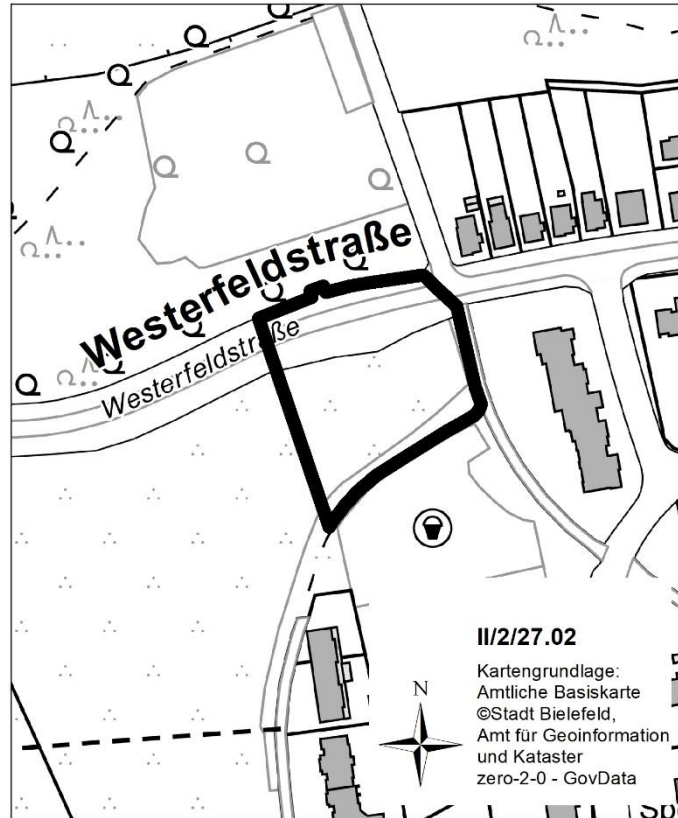 Westerfeldstraße
Westerfeldstraße
II/2/27.02
Kartengrundlage:
Amtliche Basiskarte
©Stadt Bielefeld,
Amt für Geoinformation
und Kataster
zero-2-0 - GovData
N